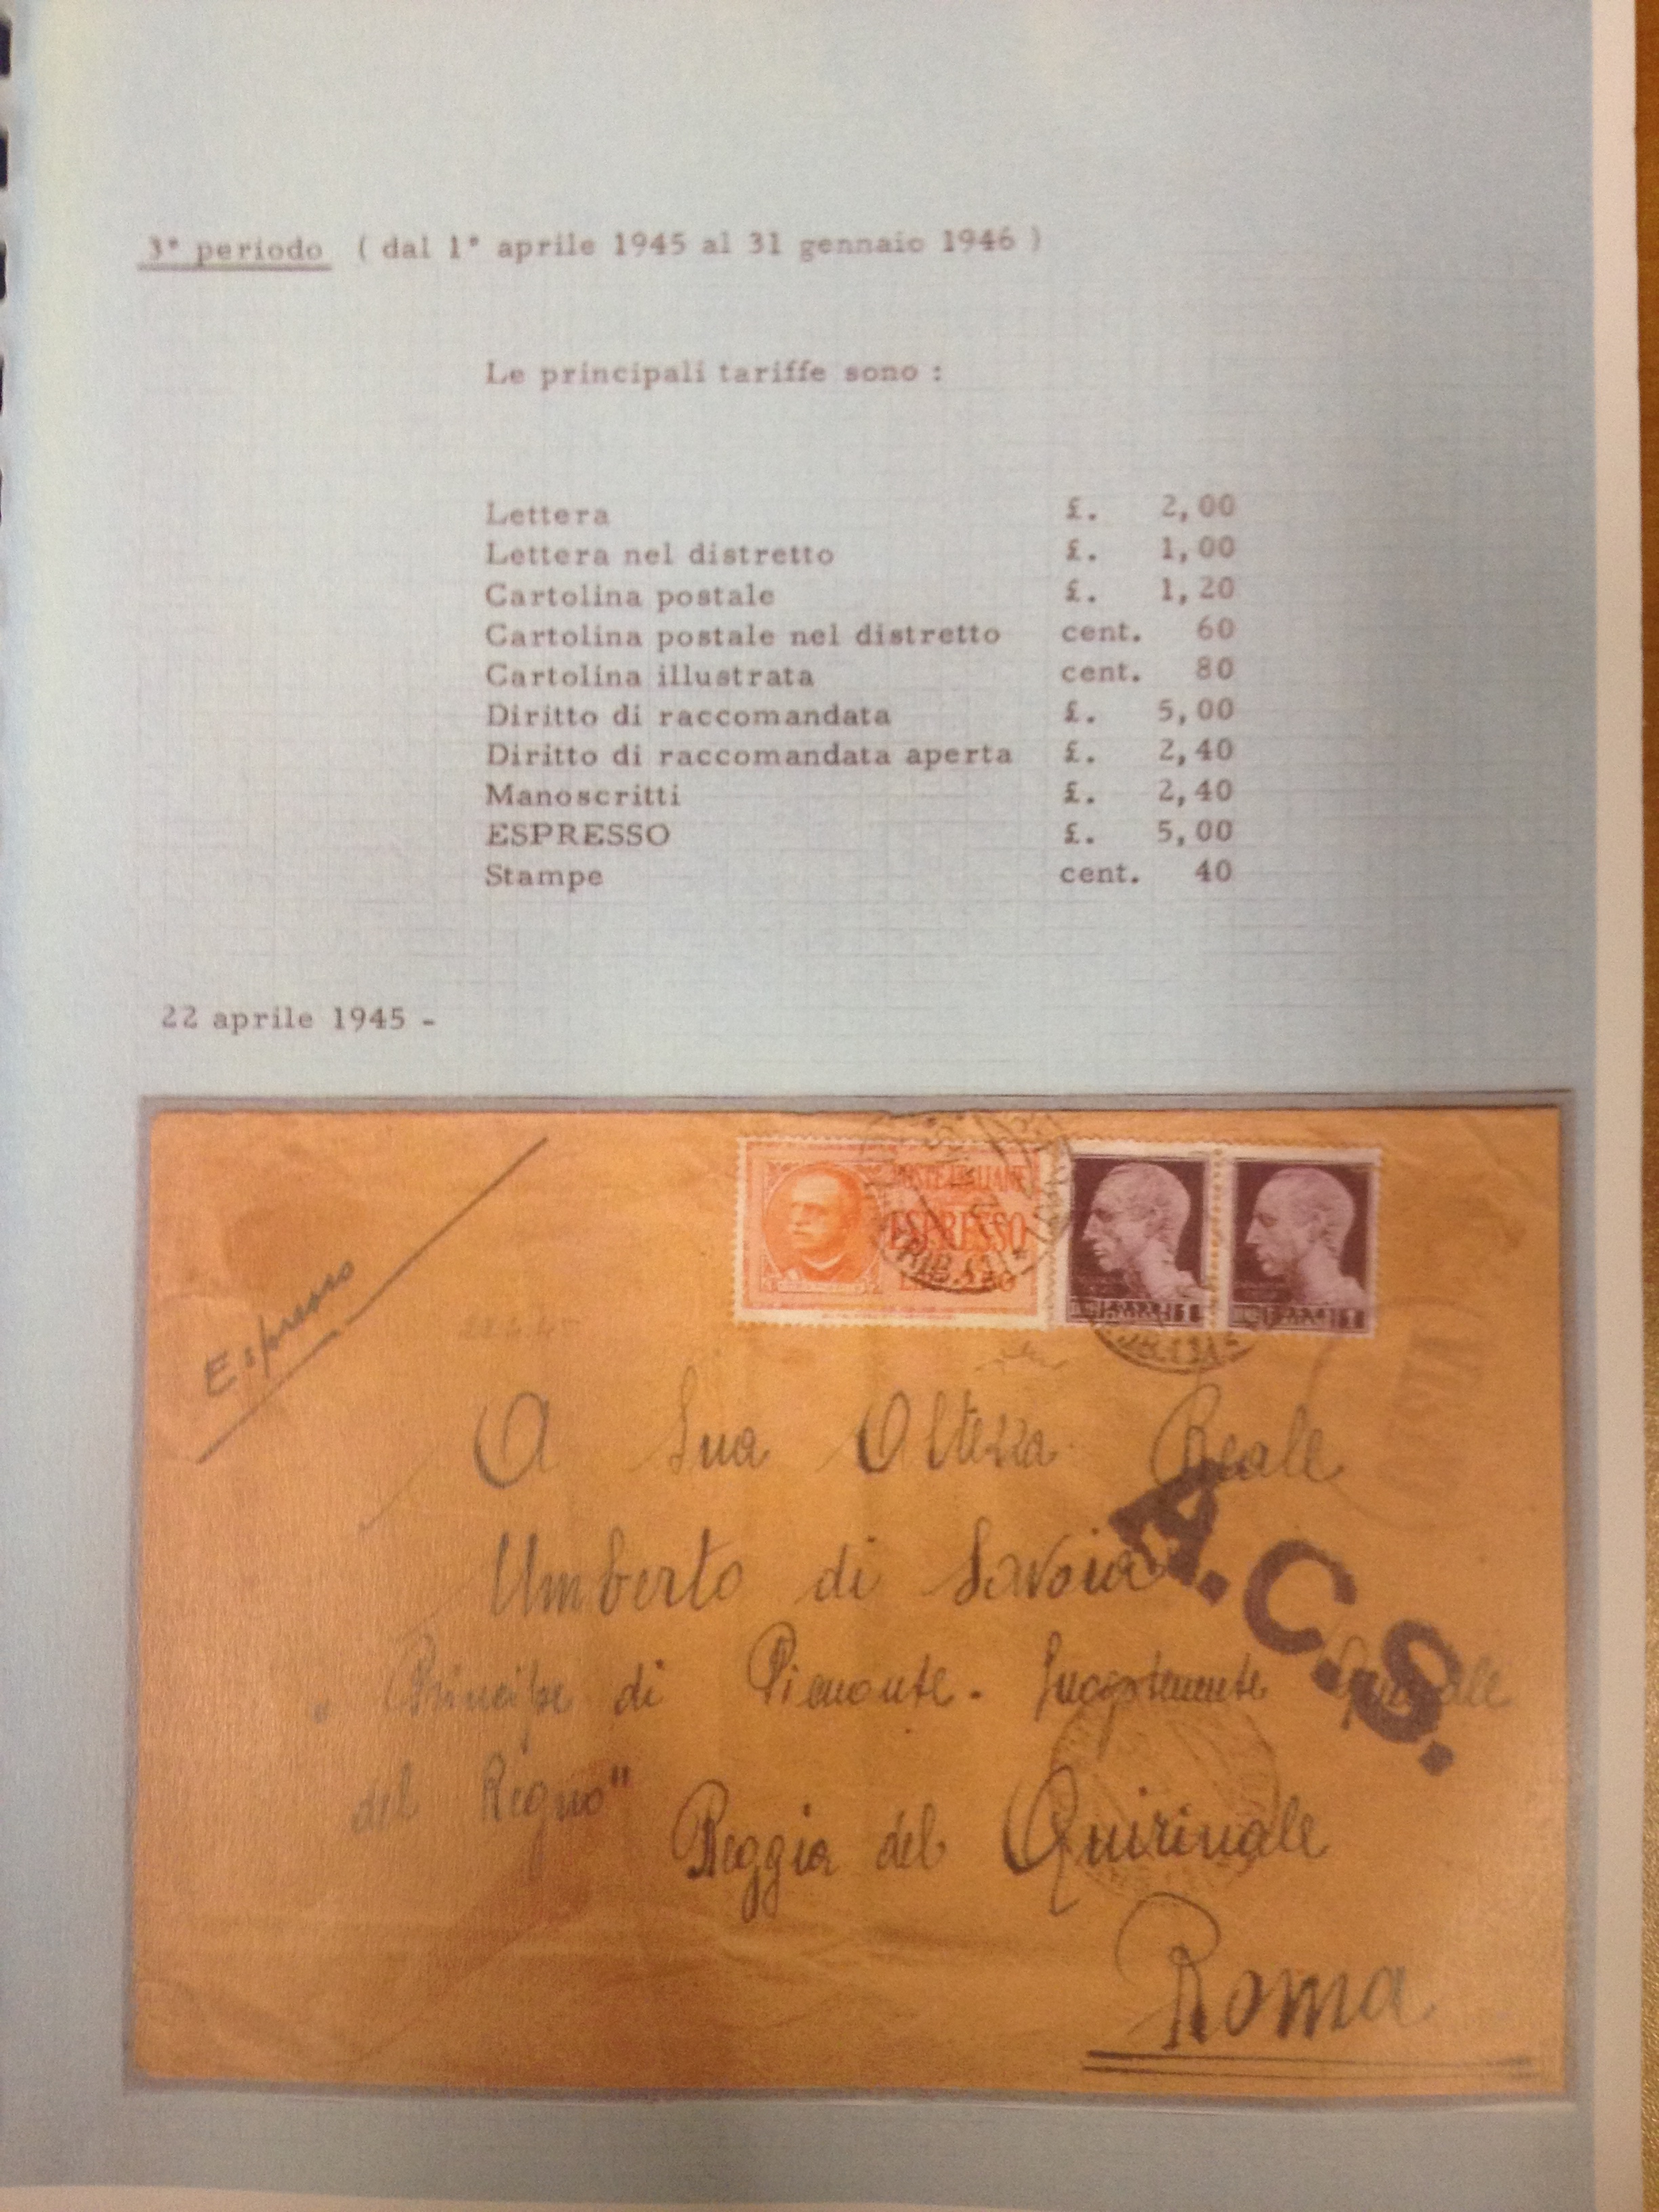 3° periodo ( dal 1° aprile 1945 al 31 gennaio 1946 )
Le principali tariffe sono :
Lettera £. 2,00
Lettera nel distretto £. 1,00
Cartolina postale £. 1,20
Cartolina postale nel distretto cent. 60
Cartolina illustrata cent. 80
Diritto di raccomandata £. 5,00
Diritto di raccomandata aperta £. 2,40
Manoscritti £. 2,40
ESPRESSO £. 5,00
Stampe cent. 40
22 aprile 1945 -
POSTE ITALIANE
ESPRESSO
Espresso
A Sua Altezza Reale
Umberto di Savoia
A.C.S.
" Principe di Piemonte - Luogotenente Generale
del Regno"
Reggia del Quirinale
Roma